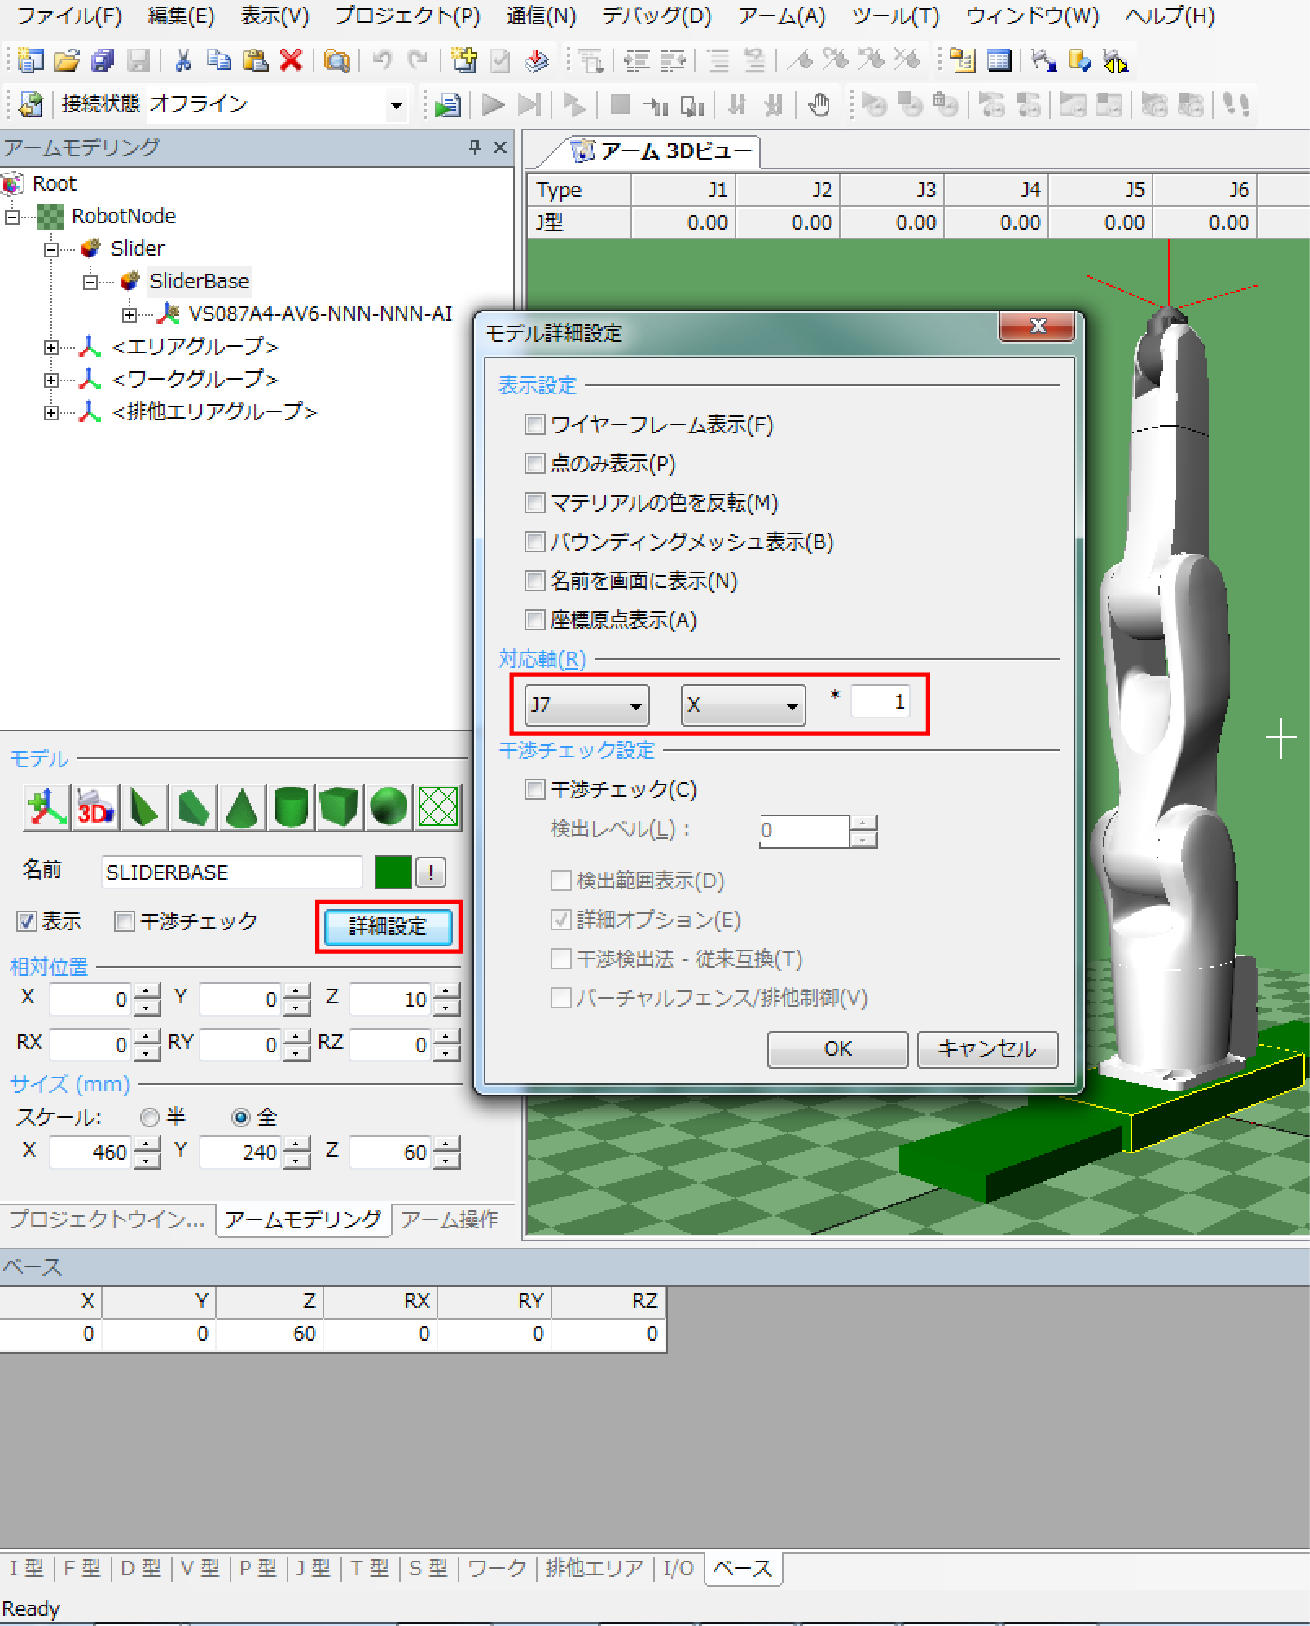 ファイル(F) 編集(E) 表示(V) プロジェクト(P) 通信(N) デバッグ(D) アーム(A) ツール(T) ウィンドウ(W) ヘルプ(H)
接続状態 オフライン
アームモデリング
Root
RobotNode
Slider
SliderBase
VS087A4-AV6-NNN-NNN-AI
<エリアグループ>
<ワークグループ>
<排他エリアグループ>
アーム 3Dビュー
Type J1 J2 J3 J4 J5 J6
J型 0.00 0.00 0.00 0.00 0.00 0.00
モデル詳細設定
表示設定
ワイヤーフレーム表示(F)
点のみ表示(P)
マテリアルの色を反転(M)
バウンディングメッシュ表示(B)
名前を画面に表示(N)
座標原点表示(A)
対応軸(R)
J7 X * 1
干渉チェック設定
干渉チェック(C)
検出レベル(L) : 0
検出範囲表示(D)
詳細オプション(E)
干渉検出法 - 従来互換(T)
バーチャルフェンス/排他制御(V)
OK キャンセル
モデル
3D
名前 SLIDERBASE !
表示 干渉チェック 詳細設定
相対位置
X 0 Y 0 Z 10
RX 0 RY 0 RZ 0
サイズ (mm)
スケール: 半 全
X 460 Y 240 Z 60
プロジェクトウイン... アームモデリング アーム操作
ベース
X Y Z RX RY RZ
0 0 60 0 0 0
I 型 F 型 D 型 V 型 P 型 J 型 T 型 S 型 ワーク 排他エリア I/O ベース
Ready